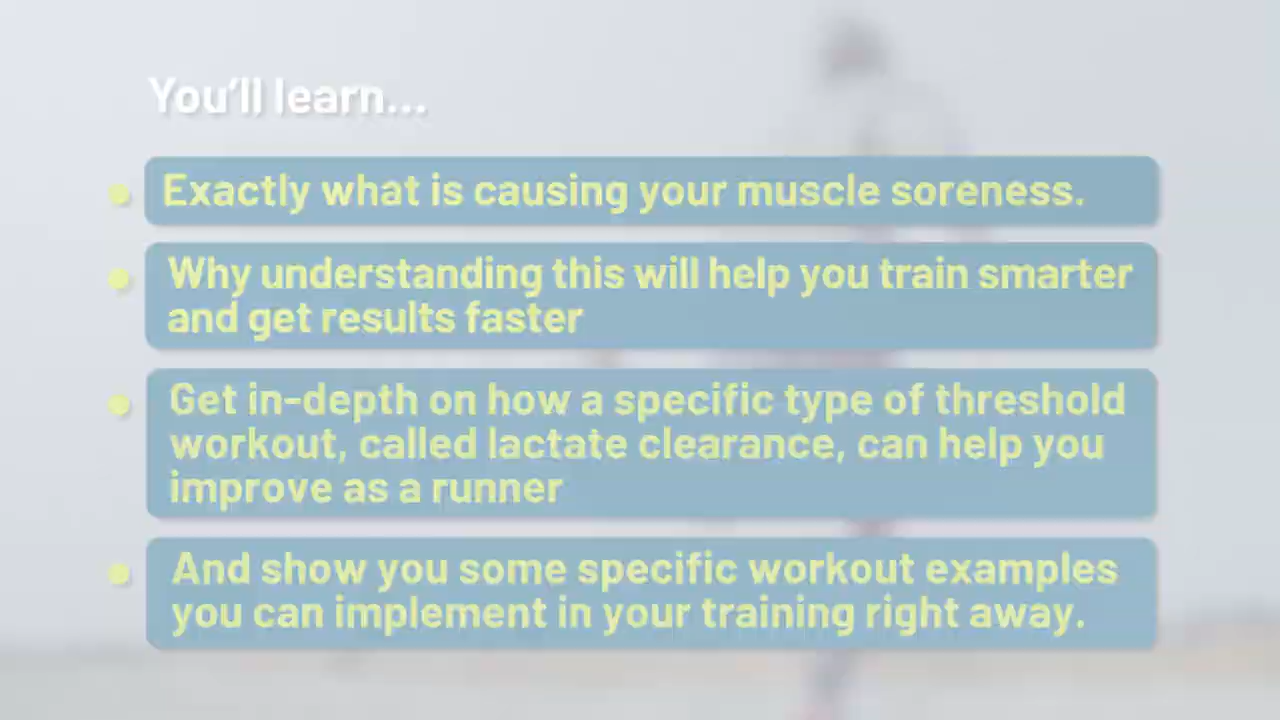 You'll learn...
Exactly what is causing your muscle soreness.
Why understanding this will help you train smarter
and get results faster
Get in-depth on how a specific type of threshold
workout, called lactate clearance, can help you
improve as a runner
And show you some specific workout examples
you can implement in your training right away.